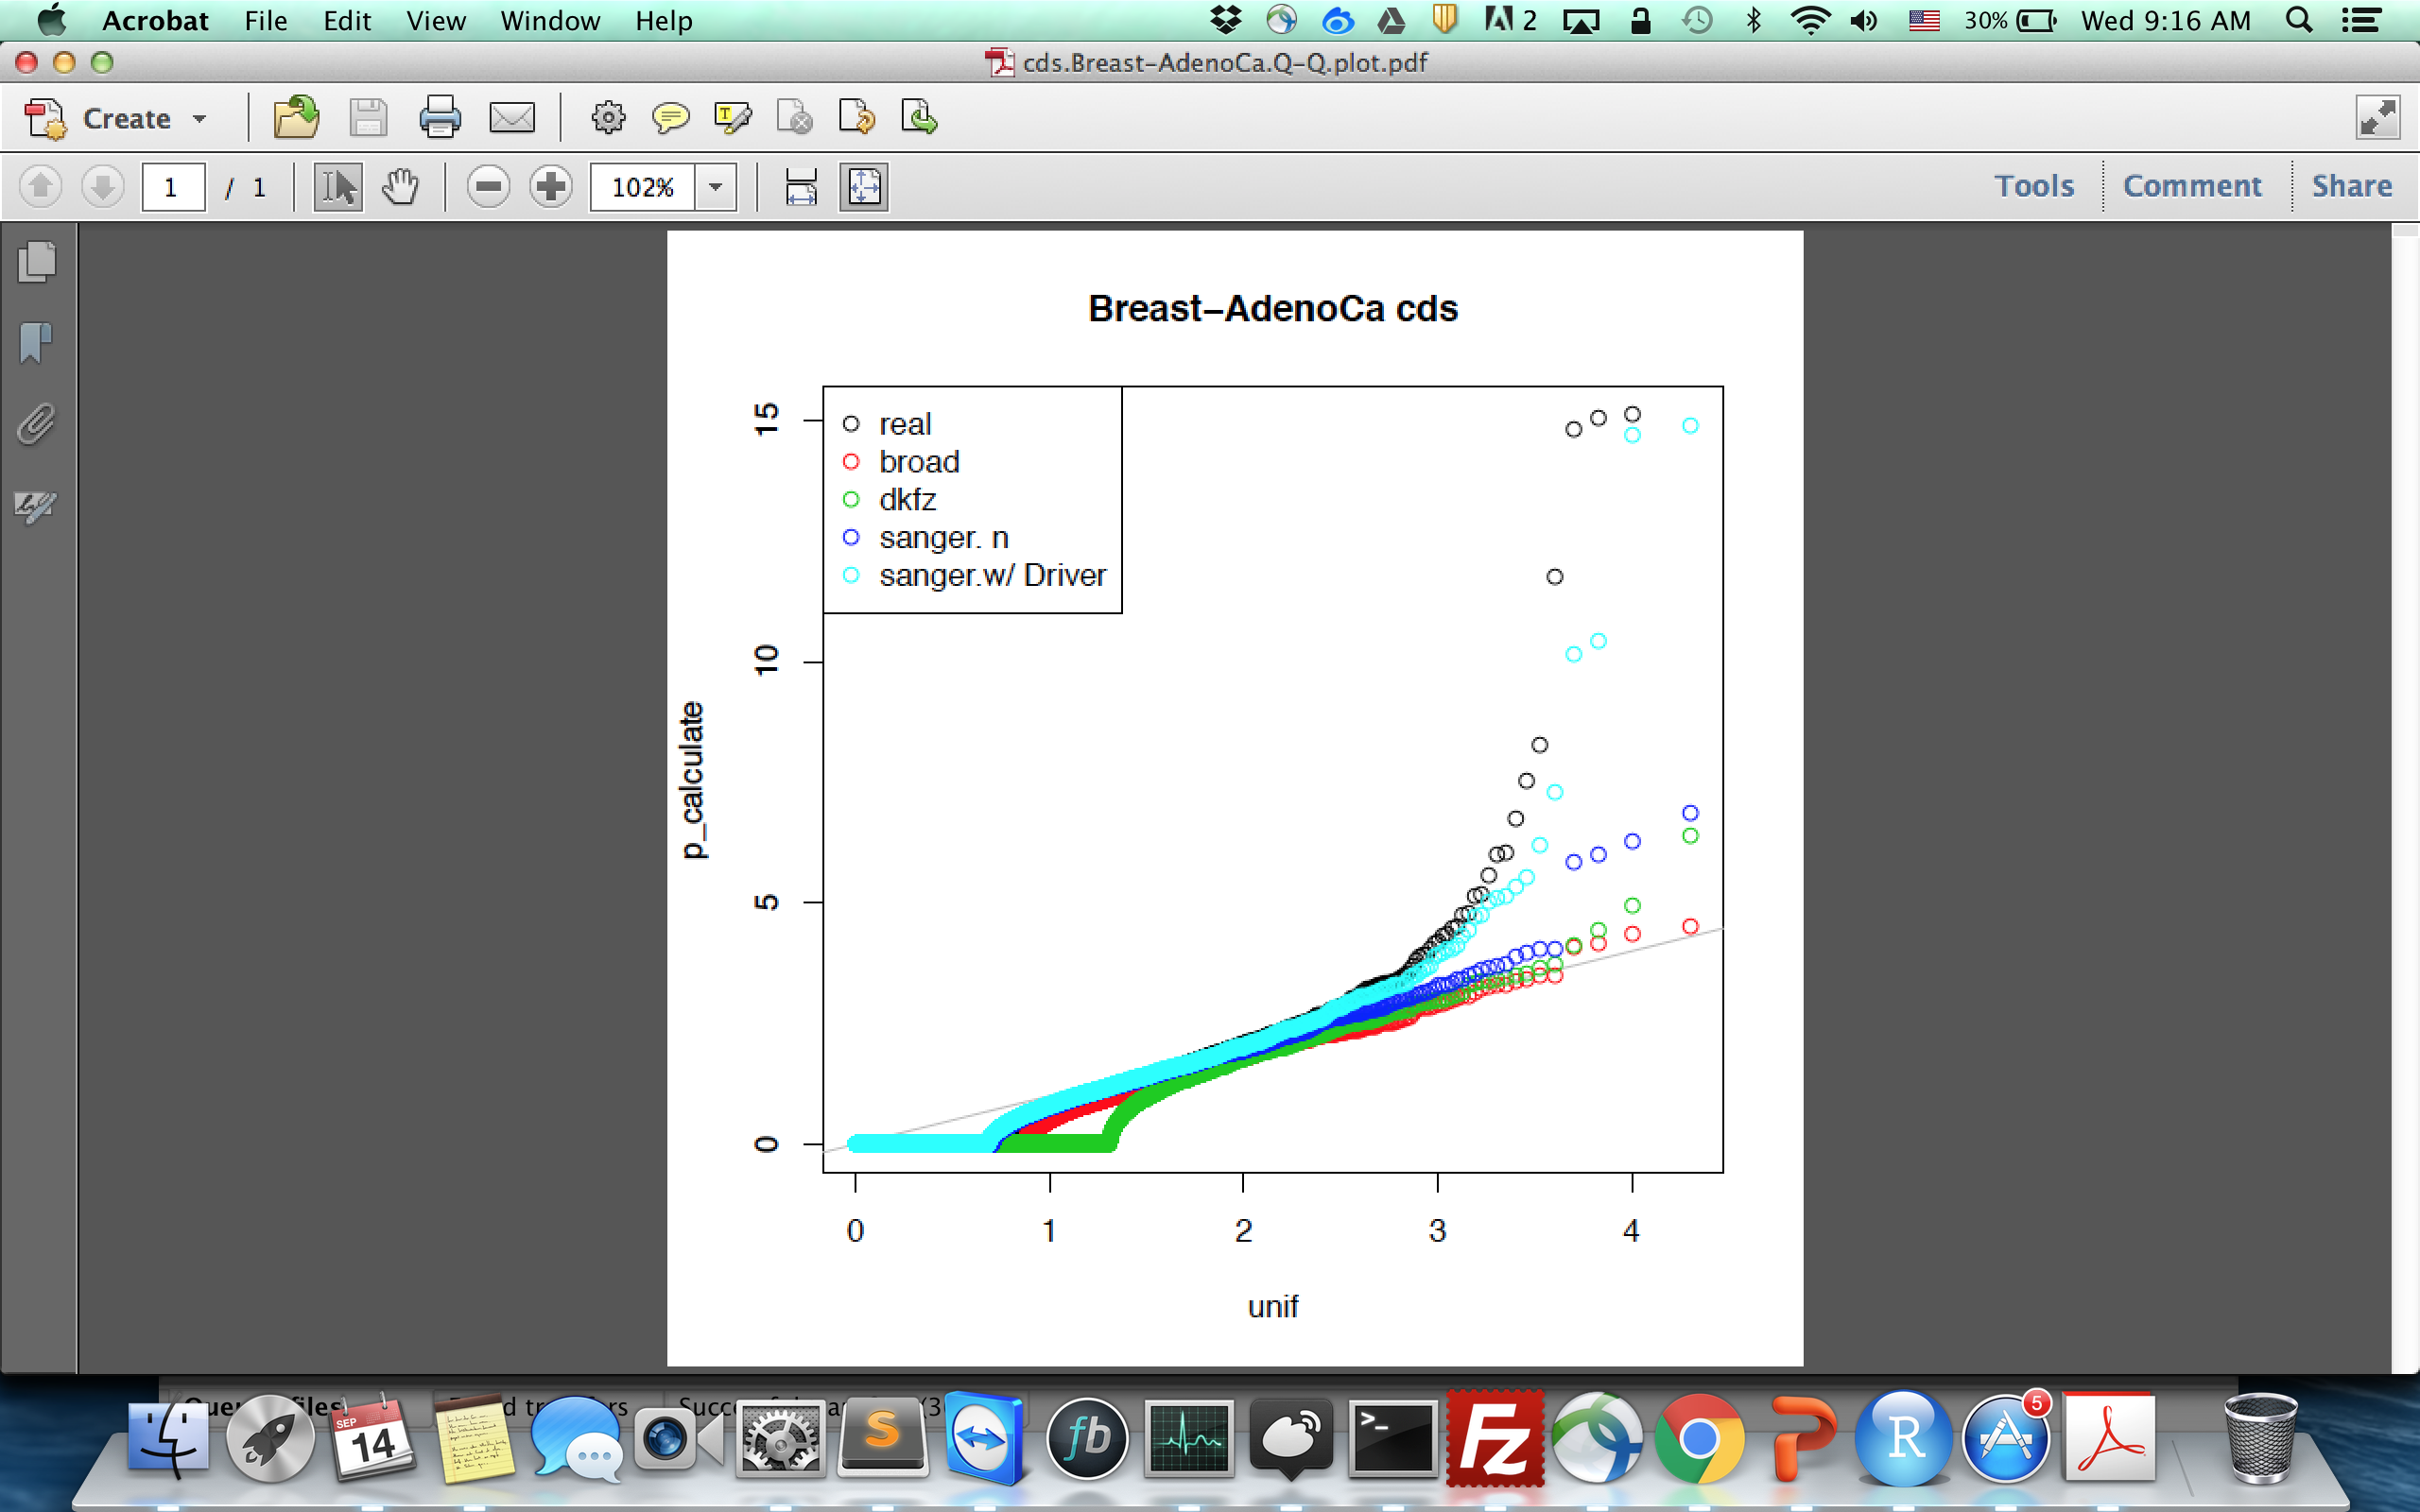 Acrobat File Edit View Window Help 2 30% Wed 9:16 AM
cds.Breast-AdenoCa.Q-Q.plot.pdf
Create
1 / 1 102% Tools Comment Share
Breast−AdenoCa cds
real
broad
dkfz
sanger. n
sanger.w/ Driver
15
10
5
0
p_calculate
0 1 2 3 4
unif
SEP
14
S
fb
>_
Fz
R
5